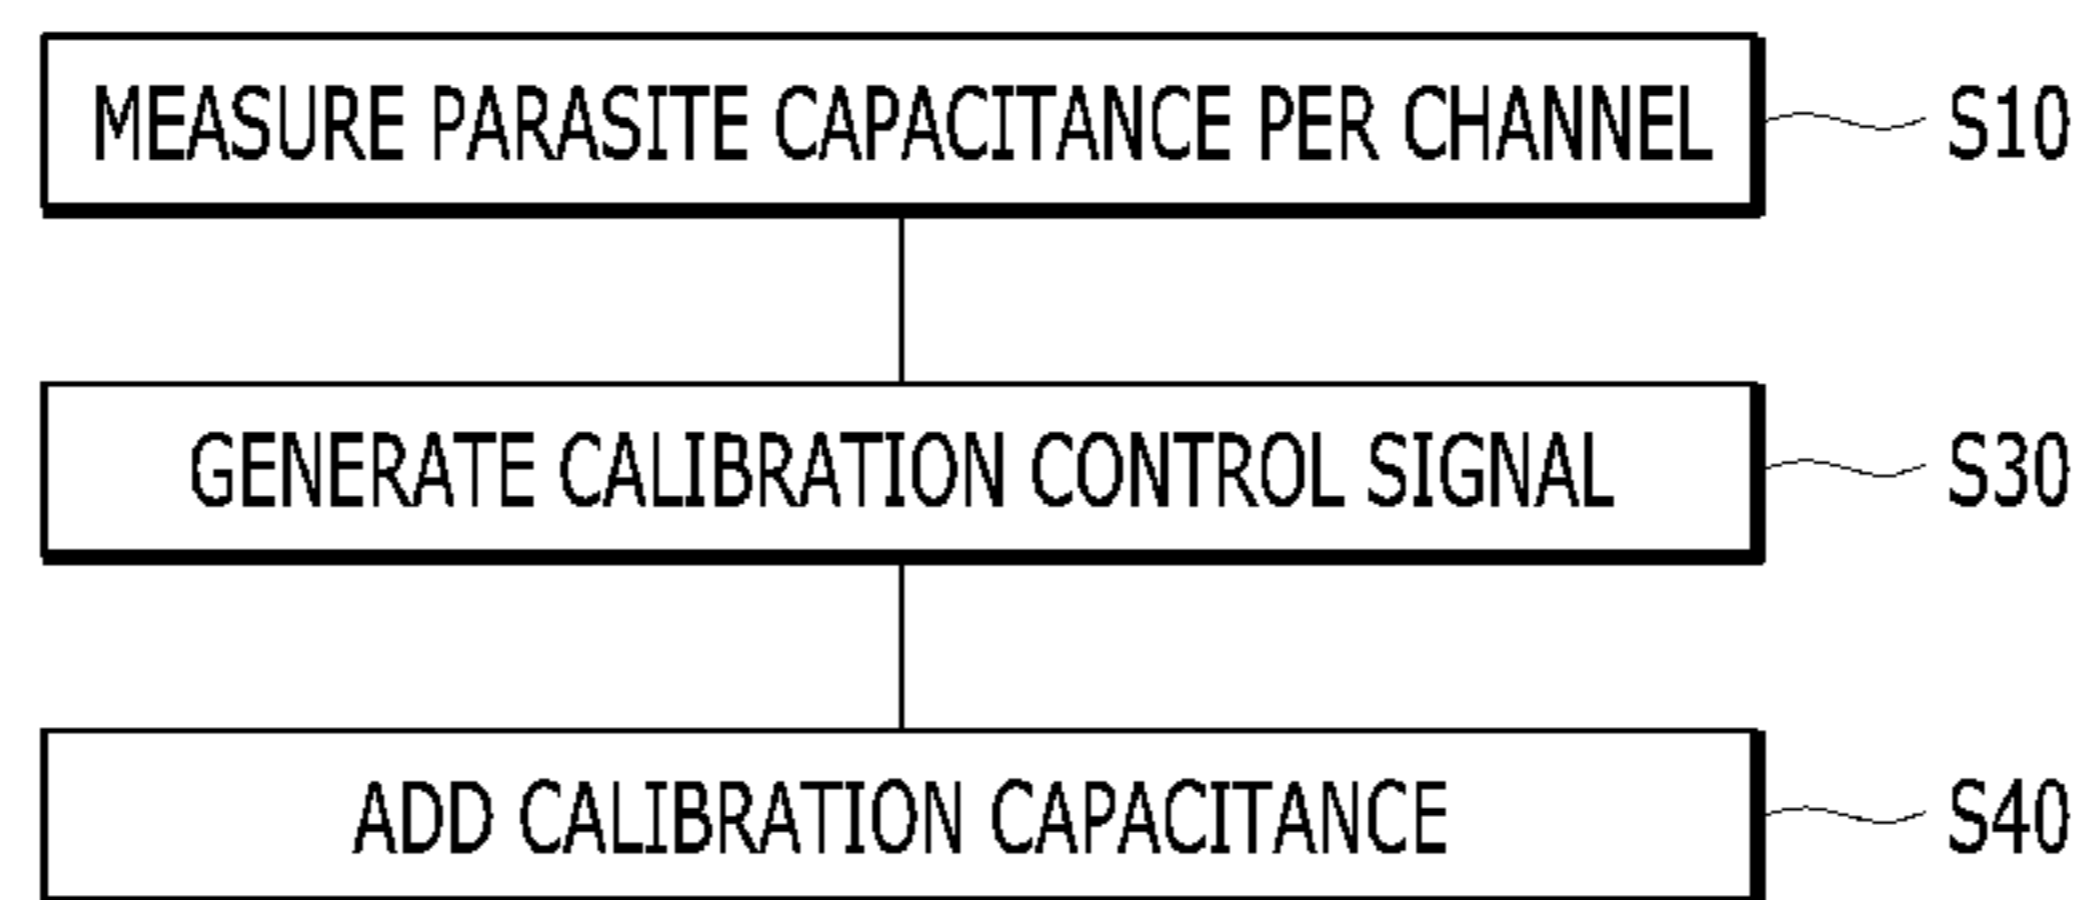 MEASURE PARASITE CAPACITANCE PER CHANNEL S10
GENERATE CALIBRATION CONTROL SIGNAL S30
ADD CALIBRATION CAPACITANCE S40